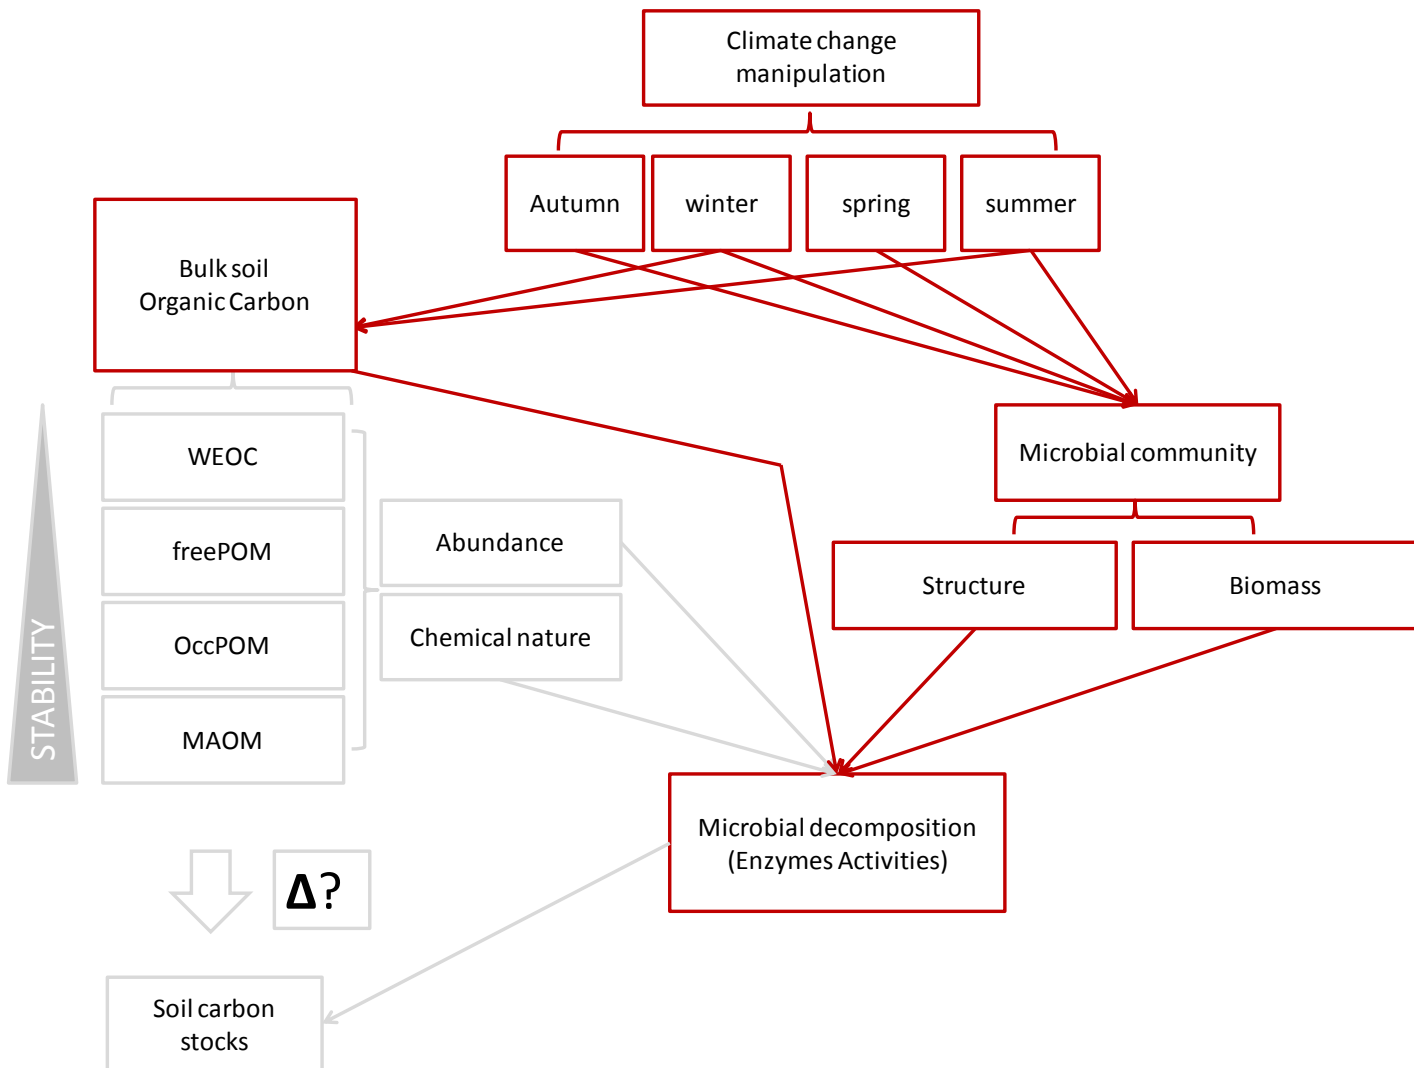 Climate change
manipulation
Autumn
winter
spring
summer
Bulk soil
Organic Carbon
WEOC
freePOM
OccPOM
MAOM
STABILITY
Abundance
Chemical nature
Microbial community
Structure
Biomass
Microbial decomposition
(Enzymes Activities)
Δ?
Soil carbon
stocks